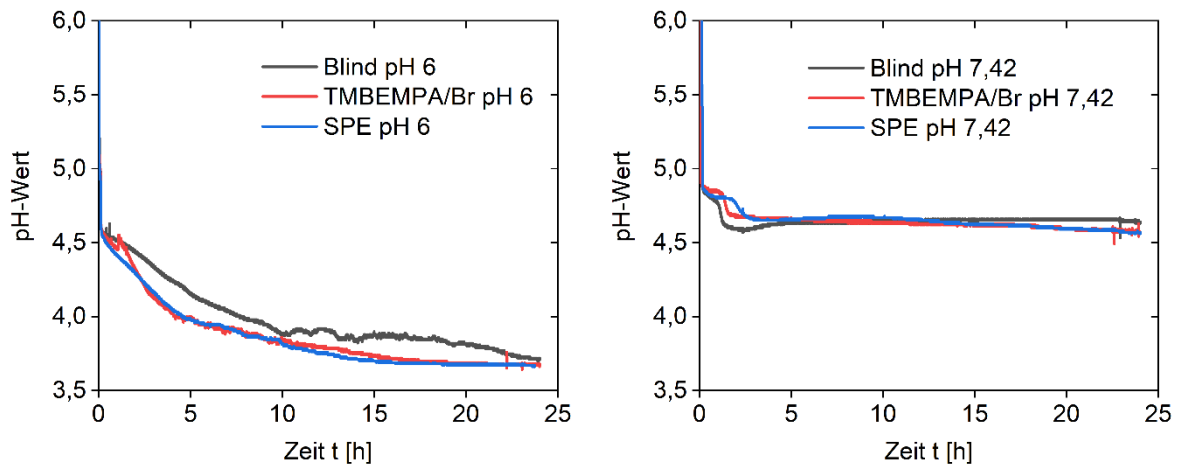 6,0
5,5
5,0
4,5
4,0
3,5
pH-Wert
Blind pH 6
TMBEMPA/Br pH 6
SPE pH 6
0
5
10
15
20
25
Zeit t [h]
6,0
5,5
5,0
4,5
4,0
3,5
pH-Wert
Blind pH 7,42
TMBEMPA/Br pH 7,42
SPE pH 7,42
0
5
10
15
20
25
Zeit t [h]